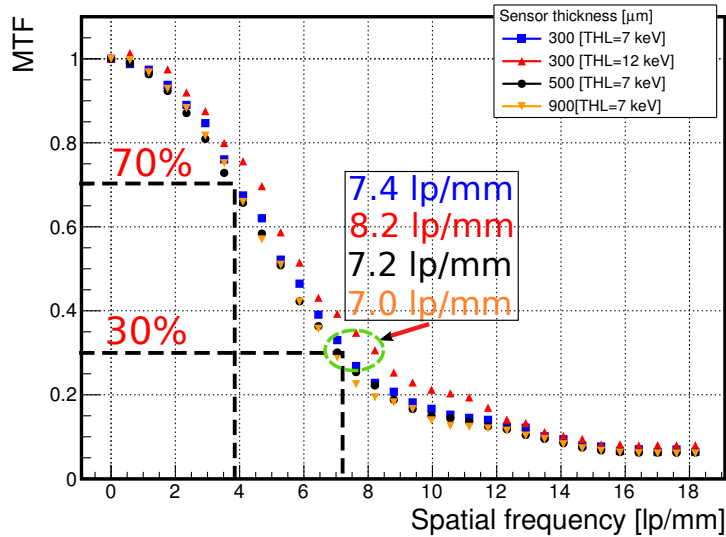 MTF
Sensor thickness [μm]
300 [THL=7 keV]
300 [THL=12 keV]
500 [THL=7 keV]
900[THL=7 keV]
1
0.8
0.6
0.4
0.2
0
70%
30%
7.4 lp/mm
8.2 lp/mm
7.2 lp/mm
7.0 lp/mm
0 2 4 6 8 10 12 14 16 18
Spatial frequency [lp/mm]